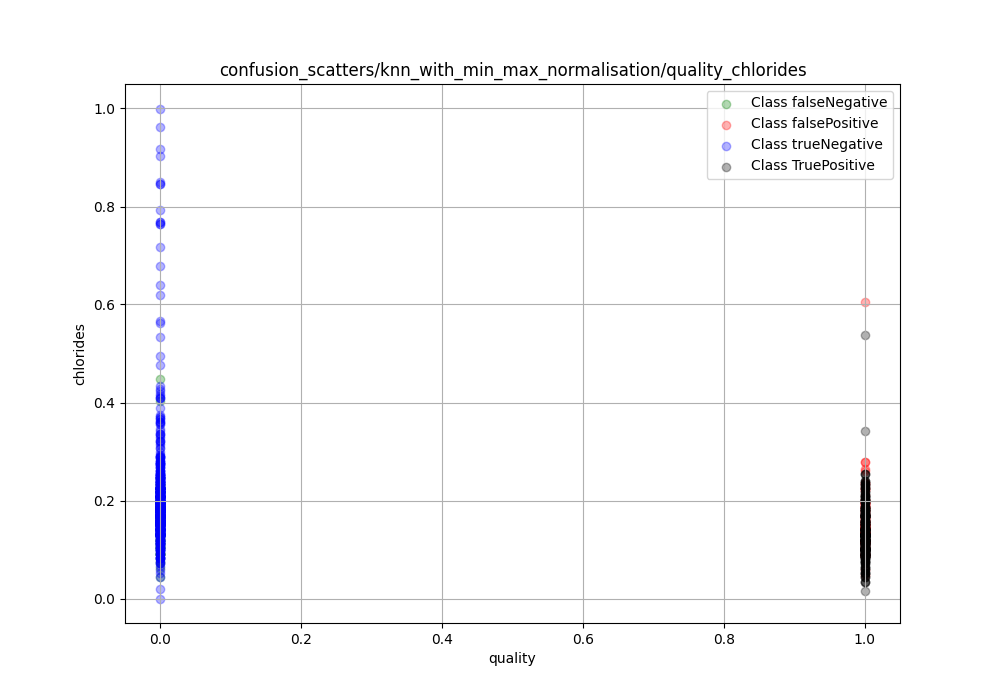 confusion_scatters/knn_with_min_max_normalisation/quality_chlorides
Class falseNegative
Class falsePositive
Class trueNegative
Class TruePositive
1.0
0.8
0.6
0.4
0.2
0.0
chlorides
0.0 0.2 0.4 0.6 0.8 1.0
quality